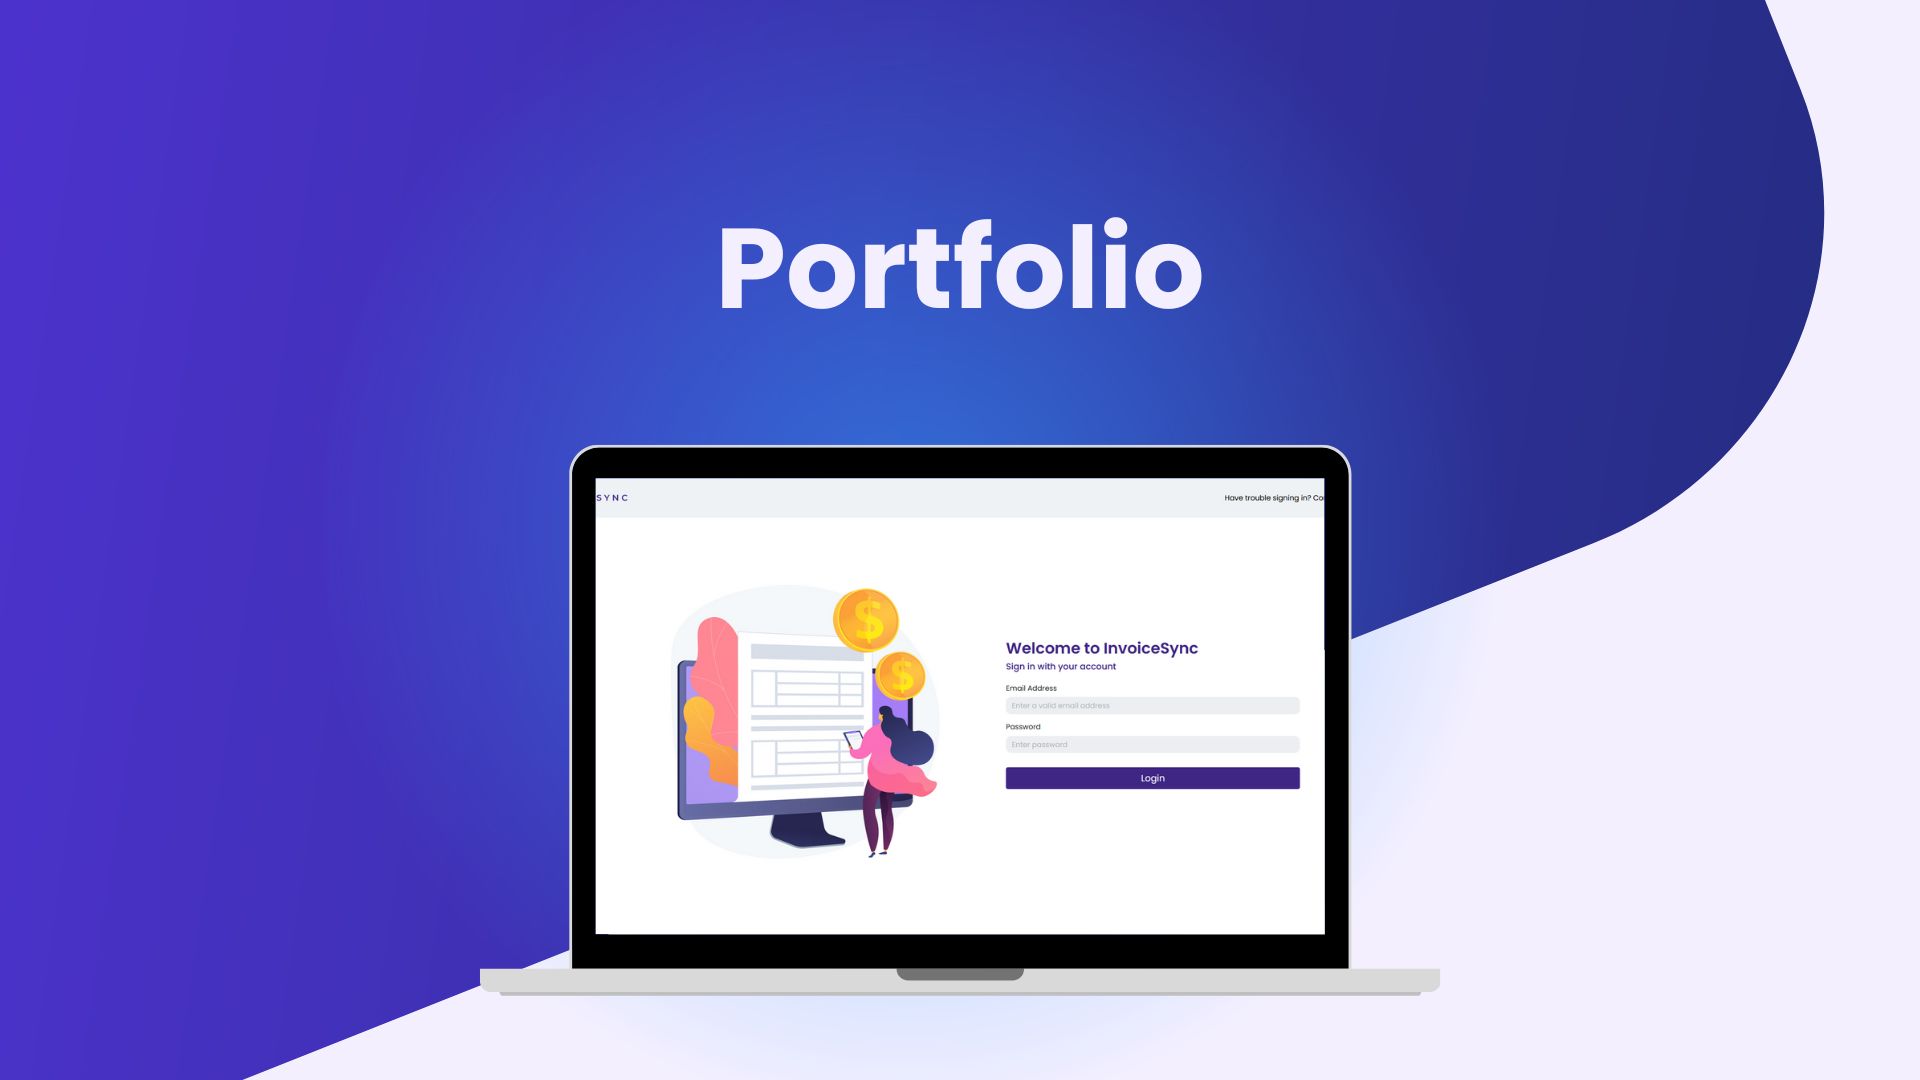 Portfolio
SYNC
Have trouble signing in?
Welcome to InvoiceSync
Sign in with your account
Email Address
Enter a valid email address
Password
Enter password
Login
$
$